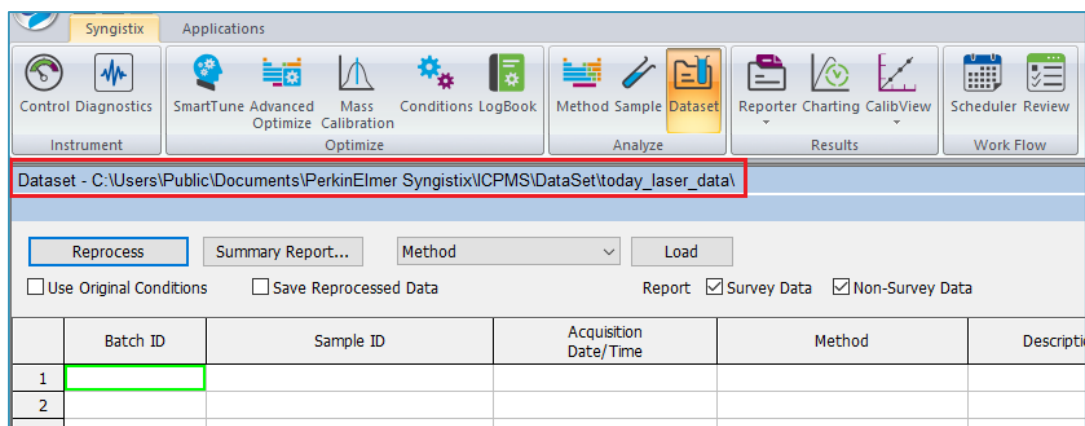 Syngistix Applications
Control Diagnostics SmartTune Advanced Optimize Mass Calibration Conditions LogBook Method Sample Dataset Reporter Charting CalibView Scheduler Review
Instrument Optimize Analyze Results Work Flow
Dataset - C:\Users\Public\Documents\PerkinElmer Syngistix\ICPMS\DataSet\today_laser_data\
Reprocess Summary Report... Method Load
Use Original Conditions Save Reprocessed Data Report Survey Data Non-Survey Data
Batch ID Sample ID Acquisition Date/Time Method Descripti
1
2